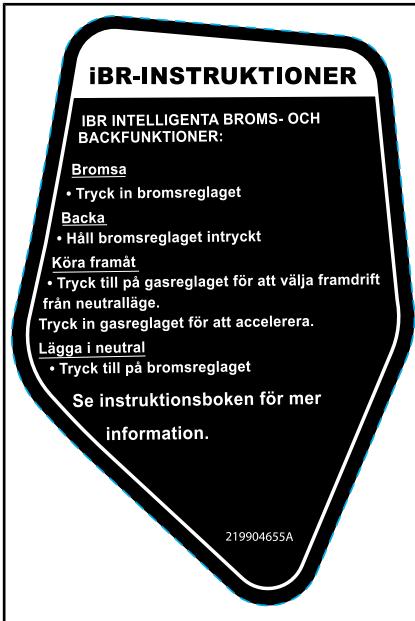 iBR-INSTRUKTIONER
IBR INTELLIGENTA BROMS- OCH
BACKFUNKTIONER:
Bromsa
• Tryck in bromsreglaget
Backa
• Håll bromsreglaget intryckt
Köra framåt
• Tryck till på gasreglaget för att välja framdrift
från neutralläge.
Tryck in gasreglaget för att accelerera.
Lägga i neutral
• Tryck till på bromsreglaget
Se instruktionsboken för mer
information.
219904655A